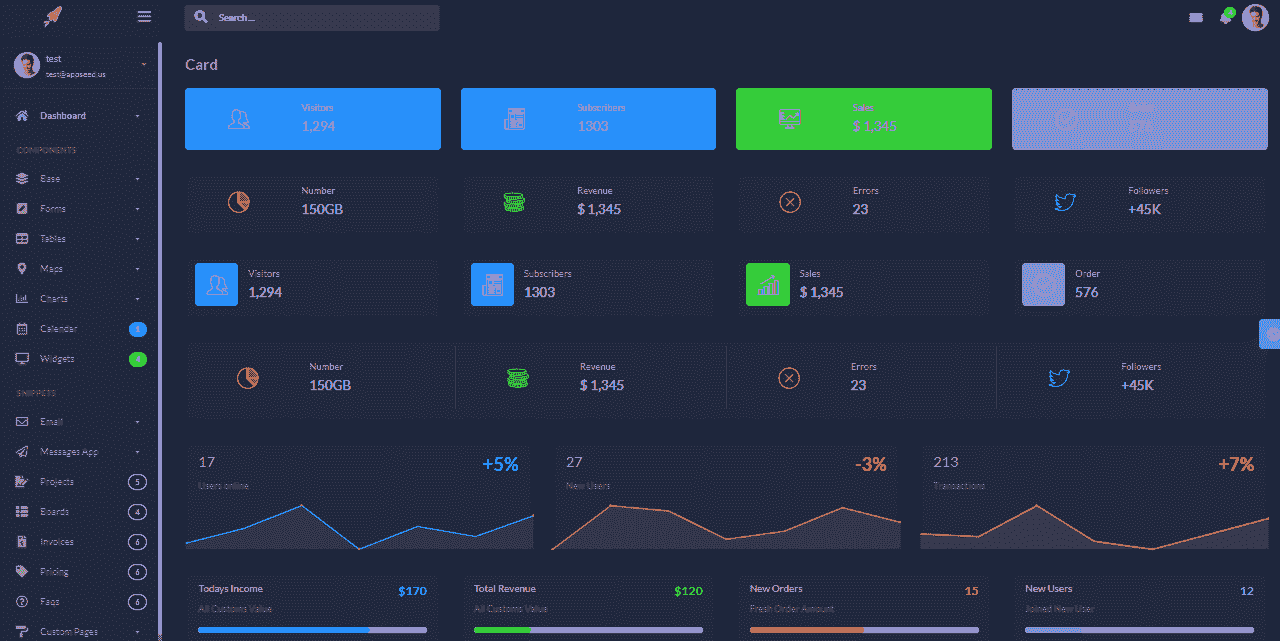 Search...
test
test@appseed.us
Dashboard
COMPONENTS
Base
Forms
Tables
Maps
Charts
Calendar
Widgets
SNIPPETS
Email
Messages App
Projects 5
Boards 4
Invoices 6
Pricing 6
Faqs 6
Custom Pages
Card
Visitors
1,294
Subscribers
1303
Sales
$ 1,345
Number
150GB
Revenue
$ 1,345
Errors
23
Followers
+45K
Visitors
1,294
Subscribers
1303
Sales
$ 1,345
Order
576
Number
150GB
Revenue
$ 1,345
Errors
23
Followers
+45K
17
+5%
Users online
27
-3%
New Users
213
+7%
Transactions
Todays Income
$170
All Customs Value
Total Revenue
$120
All Customs Value
New Orders
15
Fresh Order Amount
New Users
12
Joined New User